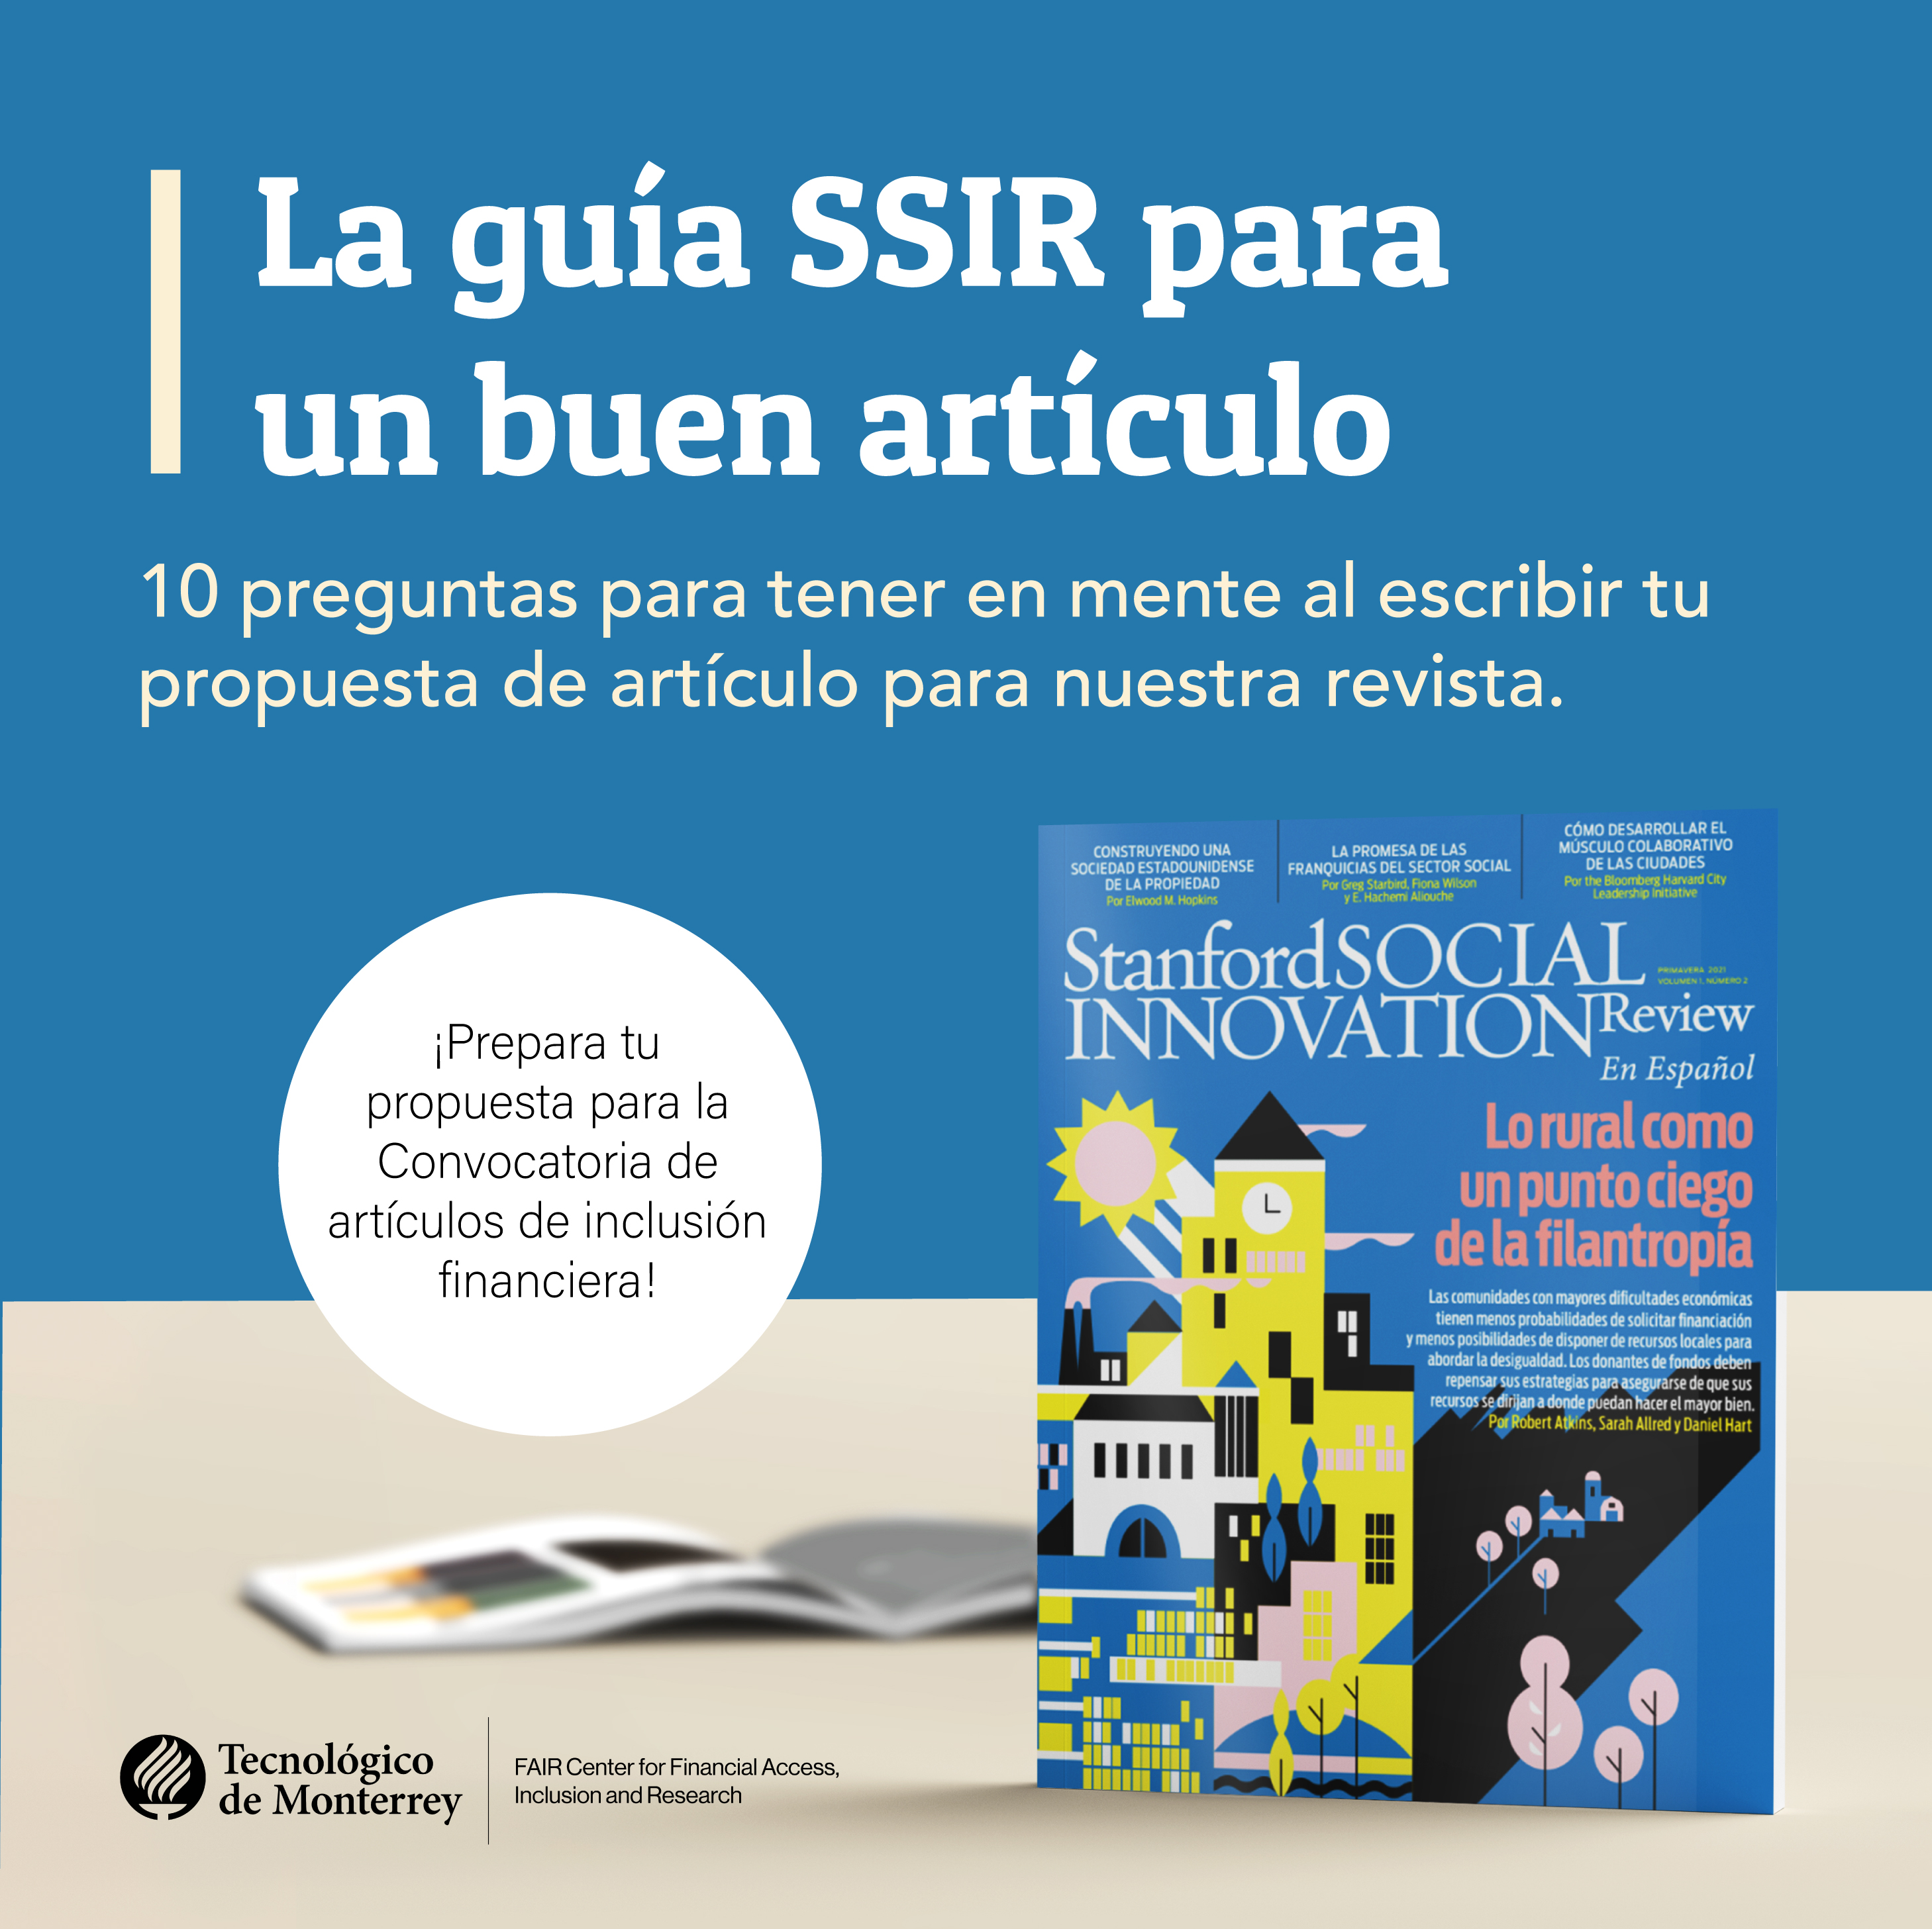 La guía SSIR para
un buen artículo
10 preguntas para tener en mente al escribir tu
propuesta de artículo para nuestra revista.
¡Prepara tu
propuesta para la
Convocatoria de
artículos de inclusión
financiera!
CONSTRUYENDO UNA
SOCIEDAD ESTADOUNIDENSE
DE LA PROPIEDAD
Por Elwood M. Hopkins
LA PROMESA DE LAS
FRANQUICIAS DEL SECTOR SOCIAL
Por Greg Starbird, Fiona Wilson
y E. Hachemi Aliouche
CÓMO DESARROLLAR EL
MÚSCULO COLABORATIVO
DE LAS CIUDADES
Por the Bloomberg Harvard City
Leadership Initiative
Stanford SOCIAL
INNOVATION Review
PRIMAVERA 2021
VOLUMEN 1, NÚMERO 2
En Español
Lo rural como
un punto ciego
de la filantropía
Las comunidades con mayores dificultades económicas
tienen menos probabilidades de solicitar financiación
y menos posibilidades de disponer de recursos locales para
abordar la desigualdad. Los donantes de fondos deben
repensar sus estrategias para asegurarse de que sus
recursos se dirijan a donde puedan hacer el mayor bien.
Por Robert Atkins, Sarah Allred y Daniel Hart
Tecnológico
de Monterrey
FAIR Center for Financial Access,
Inclusion and Research